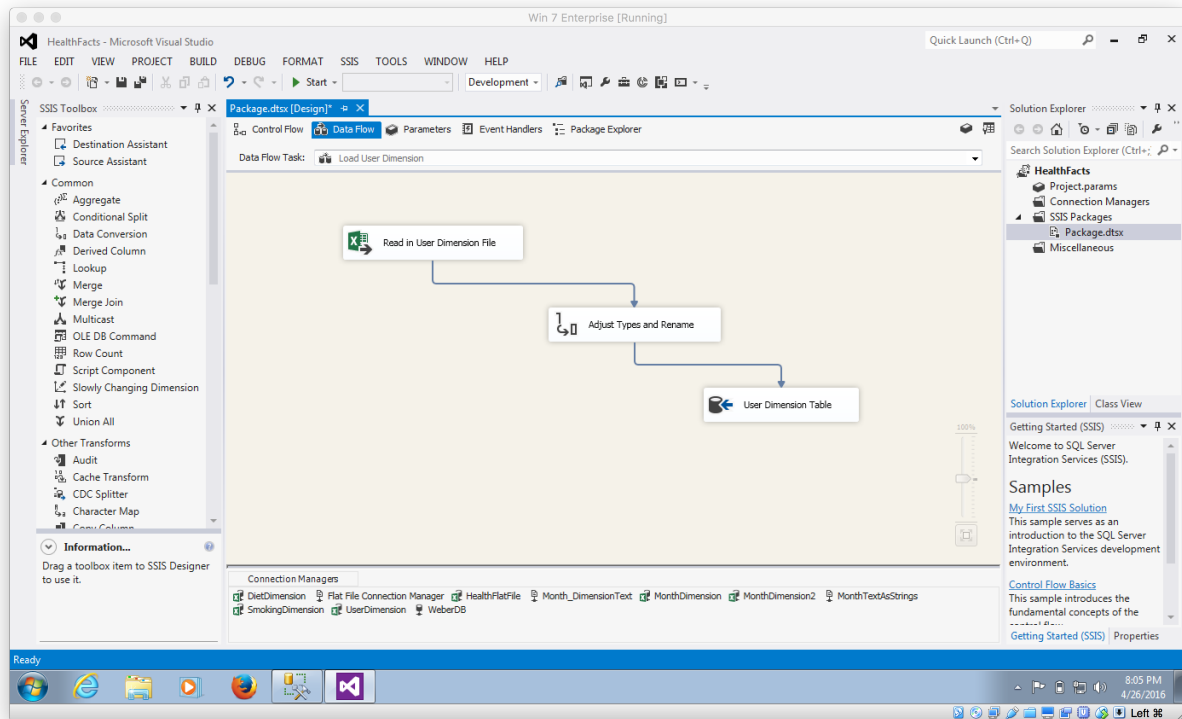 Win 7 Enterprise [Running]
HealthFacts - Microsoft Visual Studio
Quick Launch (Ctrl+Q)
FILE EDIT VIEW PROJECT BUILD DEBUG FORMAT SSIS TOOLS WINDOW HELP
Start
Development
Server Explorer
SSIS Toolbox
Favorites
Destination Assistant
Source Assistant
Common
Aggregate
Conditional Split
Data Conversion
Derived Column
Lookup
Merge
Merge Join
Multicast
OLE DB Command
Row Count
Script Component
Slowly Changing Dimension
Sort
Union All
Other Transforms
Audit
Cache Transform
CDC Splitter
Character Map
Copy Column
Information...
Drag a toolbox item to SSIS Designer
to use it.
Package.dtsx [Design]*
Control Flow Data Flow Parameters Event Handlers Package Explorer
Data Flow Task: Load User Dimension
Read in User Dimension File
Adjust Types and Rename
User Dimension Table
100%
Connection Managers
DietDimension Flat File Connection Manager HealthFlatFile Month_DimensionText MonthDimension MonthDimension2 MonthTextAsStrings
SmokingDimension UserDimension WeberDB
Solution Explorer
Search Solution Explorer (Ctrl+;
HealthFacts
Project.params
Connection Managers
SSIS Packages
Package.dtsx
Miscellaneous
Solution Explorer Class View
Getting Started (SSIS)
Welcome to SQL Server
Integration Services (SSIS).
Samples
My First SSIS Solution
This sample serves as an
introduction to the SQL Server
Integration Services development
environment.
Control Flow Basics
This sample introduces the
fundamental concepts of the
control flow
Getting Started (SSIS) Properties
Ready
8:05 PM
4/26/2016
Left ⌘